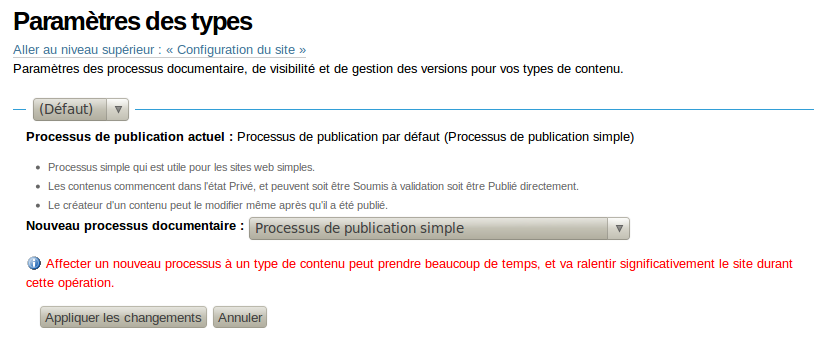 Paramètres des types
Aller au niveau supérieur : « Configuration du site »
Paramètres des processus documentaire, de visibilité et de gestion des versions pour vos types de contenu.
(Défaut)
Processus de publication actuel : Processus de publication par défaut (Processus de publication simple)
Processus simple qui est utile pour les sites web simples.
Les contenus commencent dans l'état Privé, et peuvent soit être Soumis à validation soit être Publié directement.
Le créateur d'un contenu peut le modifier même après qu'il a été publié.
Nouveau processus documentaire : Processus de publication simple
Affecter un nouveau processus à un type de contenu peut prendre beaucoup de temps, et va ralentir significativement le site durant
cette opération.
Appliquer les changements Annuler